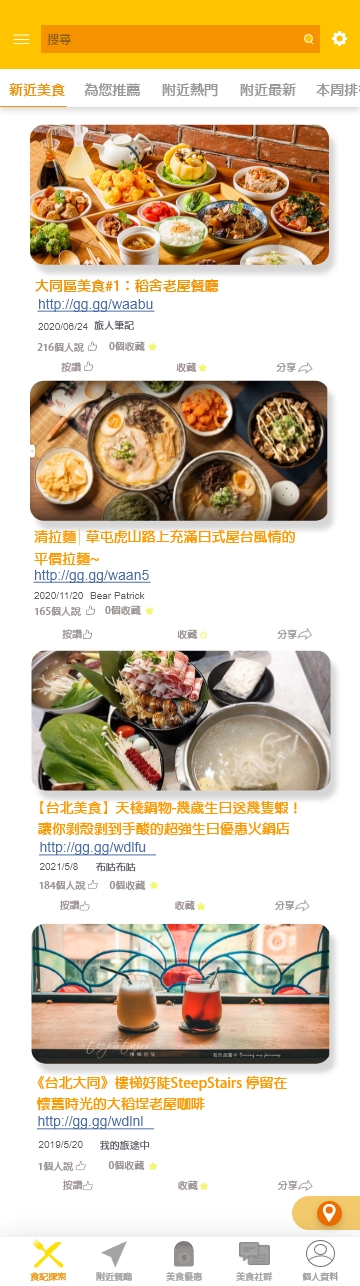 搜尋
新近美食 為您推薦 附近熱門 附近最新 本周排
大同區美食#1：稻舍老屋餐廳
http://gg.gg/waabu
2020/06/24 旅人筆記
216個人說 0個收藏
按讚 收藏 分享
清拉麵│草屯虎山路上充滿日式屋台風情的
平價拉麵~
http://gg.gg/waan5
2020/11/20 Bear Patrick
165個人說 0個收藏
按讚 收藏 分享
【台北美食】天棧鍋物-幾歲生日送幾隻蝦！
讓你剝殼剝到手酸的超強生日優惠火鍋店
http://gg.gg/wdlfu
2021/5/8 布咕布咕
184個人說 0個收藏
按讚 收藏 分享
樓梯好陡
《台北大同》樓梯好陡SteepStairs 停留在
懷舊時光的大稻埕老屋咖啡
http://gg.gg/wdlnl
2019/5/20 我的旅途中
1個人說 0個收藏
按讚 收藏 分享
食記探索 附近餐廳 美食優惠 美食社群 個人資料